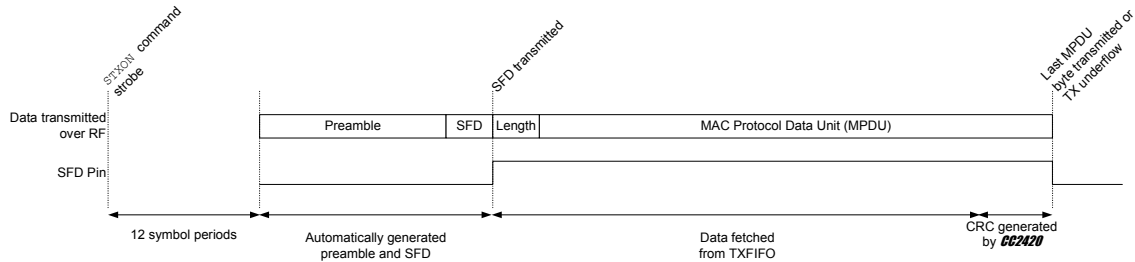 STXON command
strobe
SFD transmitted
Last MPDU
byte transmitted or
TX underflow
Data transmitted
over RF
Preamble
SFD
Length
MAC Protocol Data Unit (MPDU)
SFD Pin
12 symbol periods
Automatically generated
preamble and SFD
Data fetched
from TXFIFO
CRC generated
by CC2420